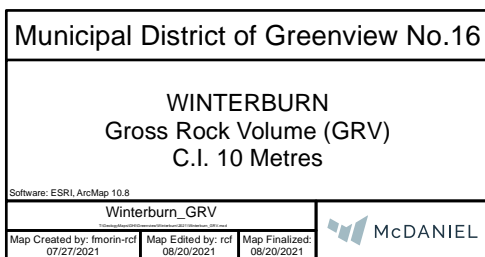 Municipal District of Greenview No.16
WINTERBURN
Gross Rock Volume (GRV)
C.I. 10 Metres
Software: ESRI, ArcMap 10.8
Winterburn_GRV
Map Created by: fmorin-rcf
07/27/2021
Map Edited by: rcf
08/20/2021
Map Finalized:
08/20/2021
McDANIEL